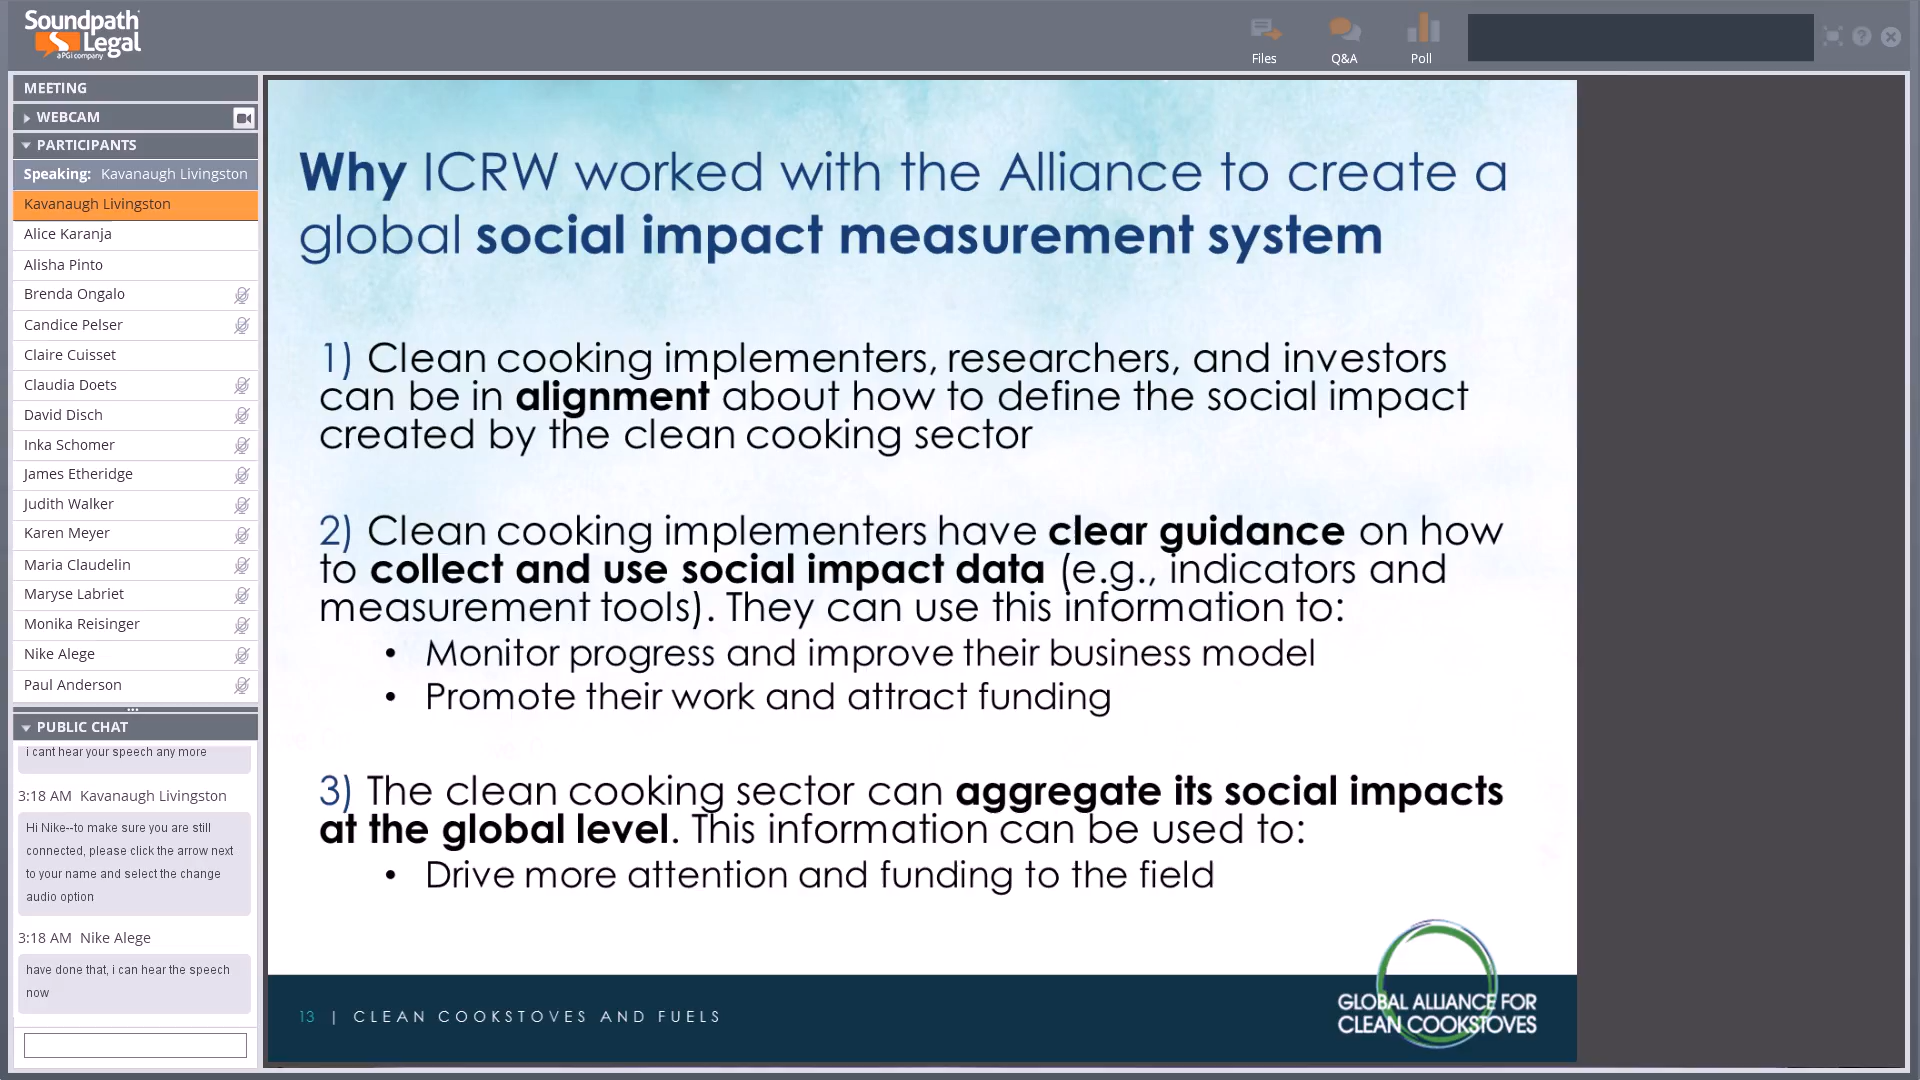 Soundpath
Legal
a PGi company
Files
Q&A
Poll
MEETING
WEBCAM
PARTICIPANTS
Speaking: Kavanaugh Livingston
Kavanaugh Livingston
Alice Karanja
Alisha Pinto
Brenda Ongalo
Candice Pelser
Claire Cuisset
Claudia Doets
David Disch
Inka Schomer
James Etheridge
Judith Walker
Karen Meyer
Maria Claudelin
Maryse Labriet
Monika Reisinger
Nike Alege
Paul Anderson
PUBLIC CHAT
i cant hear your speech any more
3:18 AM Kavanaugh Livingston
Hi Nike--to make sure you are still
connected, please click the arrow next
to your name and select the change
audio option
3:18 AM Nike Alege
have done that, i can hear the speech
now
Why ICRW worked with the Alliance to create a
global social impact measurement system
1) Clean cooking implementers, researchers, and investors
can be in alignment about how to define the social impact
created by the clean cooking sector
2) Clean cooking implementers have clear guidance on how
to collect and use social impact data (e.g., indicators and
measurement tools). They can use this information to:
• Monitor progress and improve their business model
• Promote their work and attract funding
3) The clean cooking sector can aggregate its social impacts
at the global level. This information can be used to:
• Drive more attention and funding to the field
13 | CLEAN COOKSTOVES AND FUELS
GLOBAL ALLIANCE FOR
CLEAN COOKSTOVES